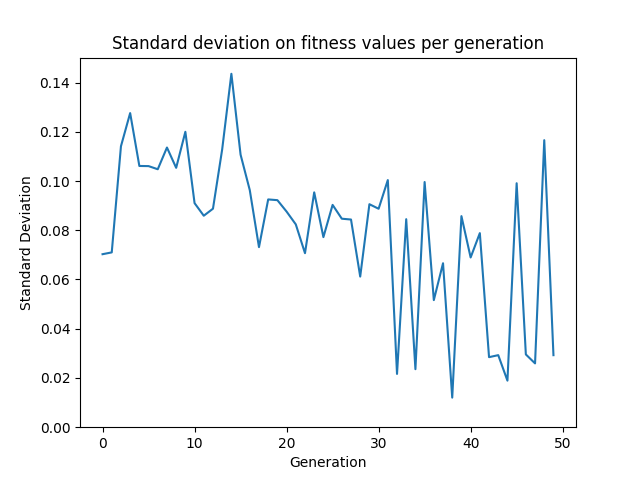 Standard deviation on fitness values per generation
0.14
0.12
0.10
0.08
0.06
0.04
0.02
0.00
Standard Deviation
0 10 20 30 40 50
Generation